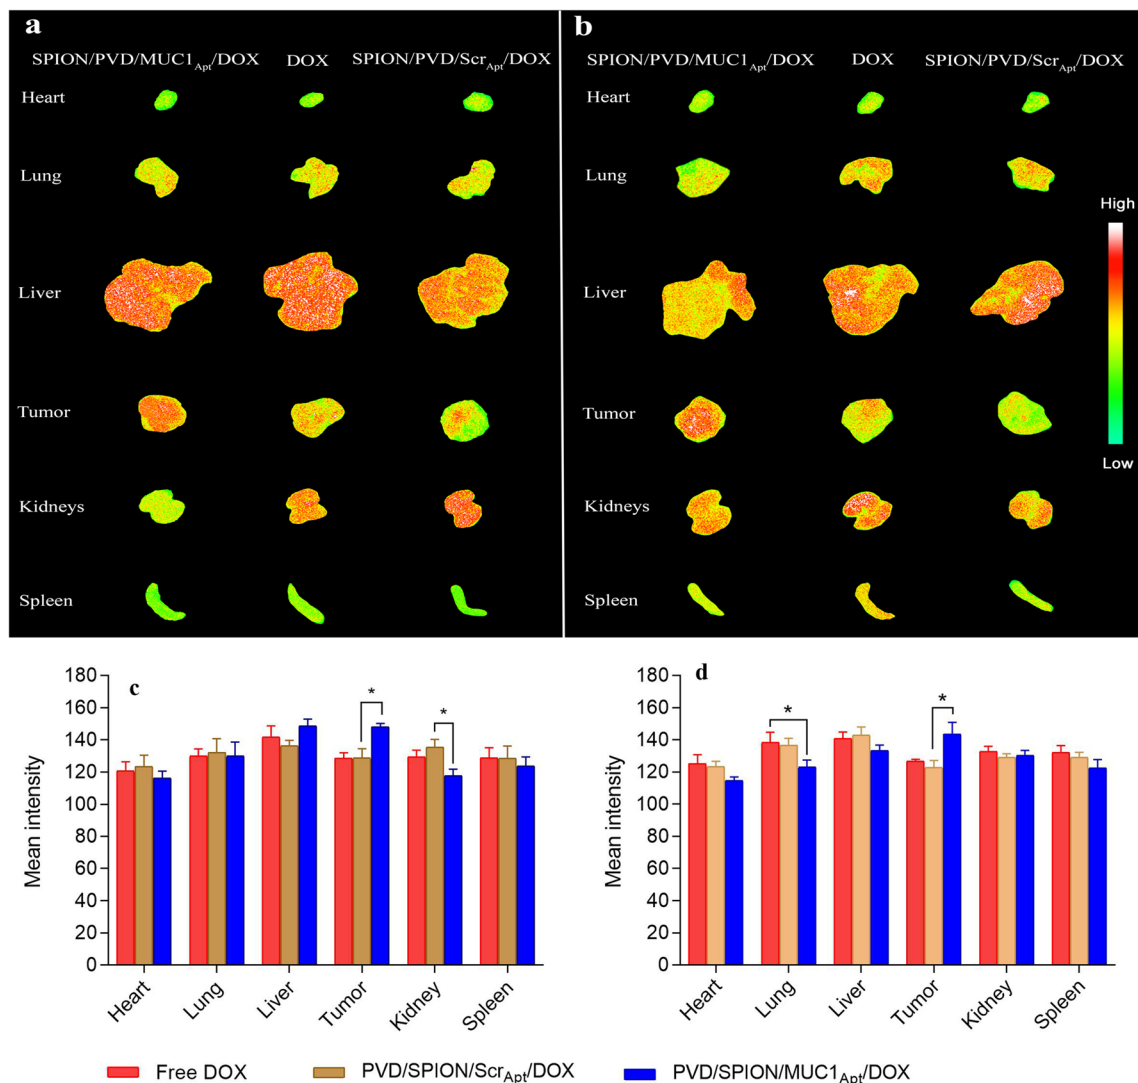 a
SPION/PVD/MUC1Apt/DOX DOX SPION/PVD/ScrApt/DOX
Heart
Lung
Liver
Tumor
Kidneys
Spleen
b
SPION/PVD/MUC1Apt/DOX DOX SPION/PVD/ScrApt/DOX
Heart
Lung
Liver
Tumor
Kidneys
Spleen
High
Low
c
Mean intensity
180
160
140
120
100
80
60
40
20
0
*
*
Heart Lung Liver Tumor Kidney Spleen
d
Mean intensity
180
160
140
120
100
80
60
40
20
0
*
*
Heart Lung Liver Tumor Kidney Spleen
Free DOX PVD/SPION/ScrApt/DOX PVD/SPION/MUC1Apt/DOX